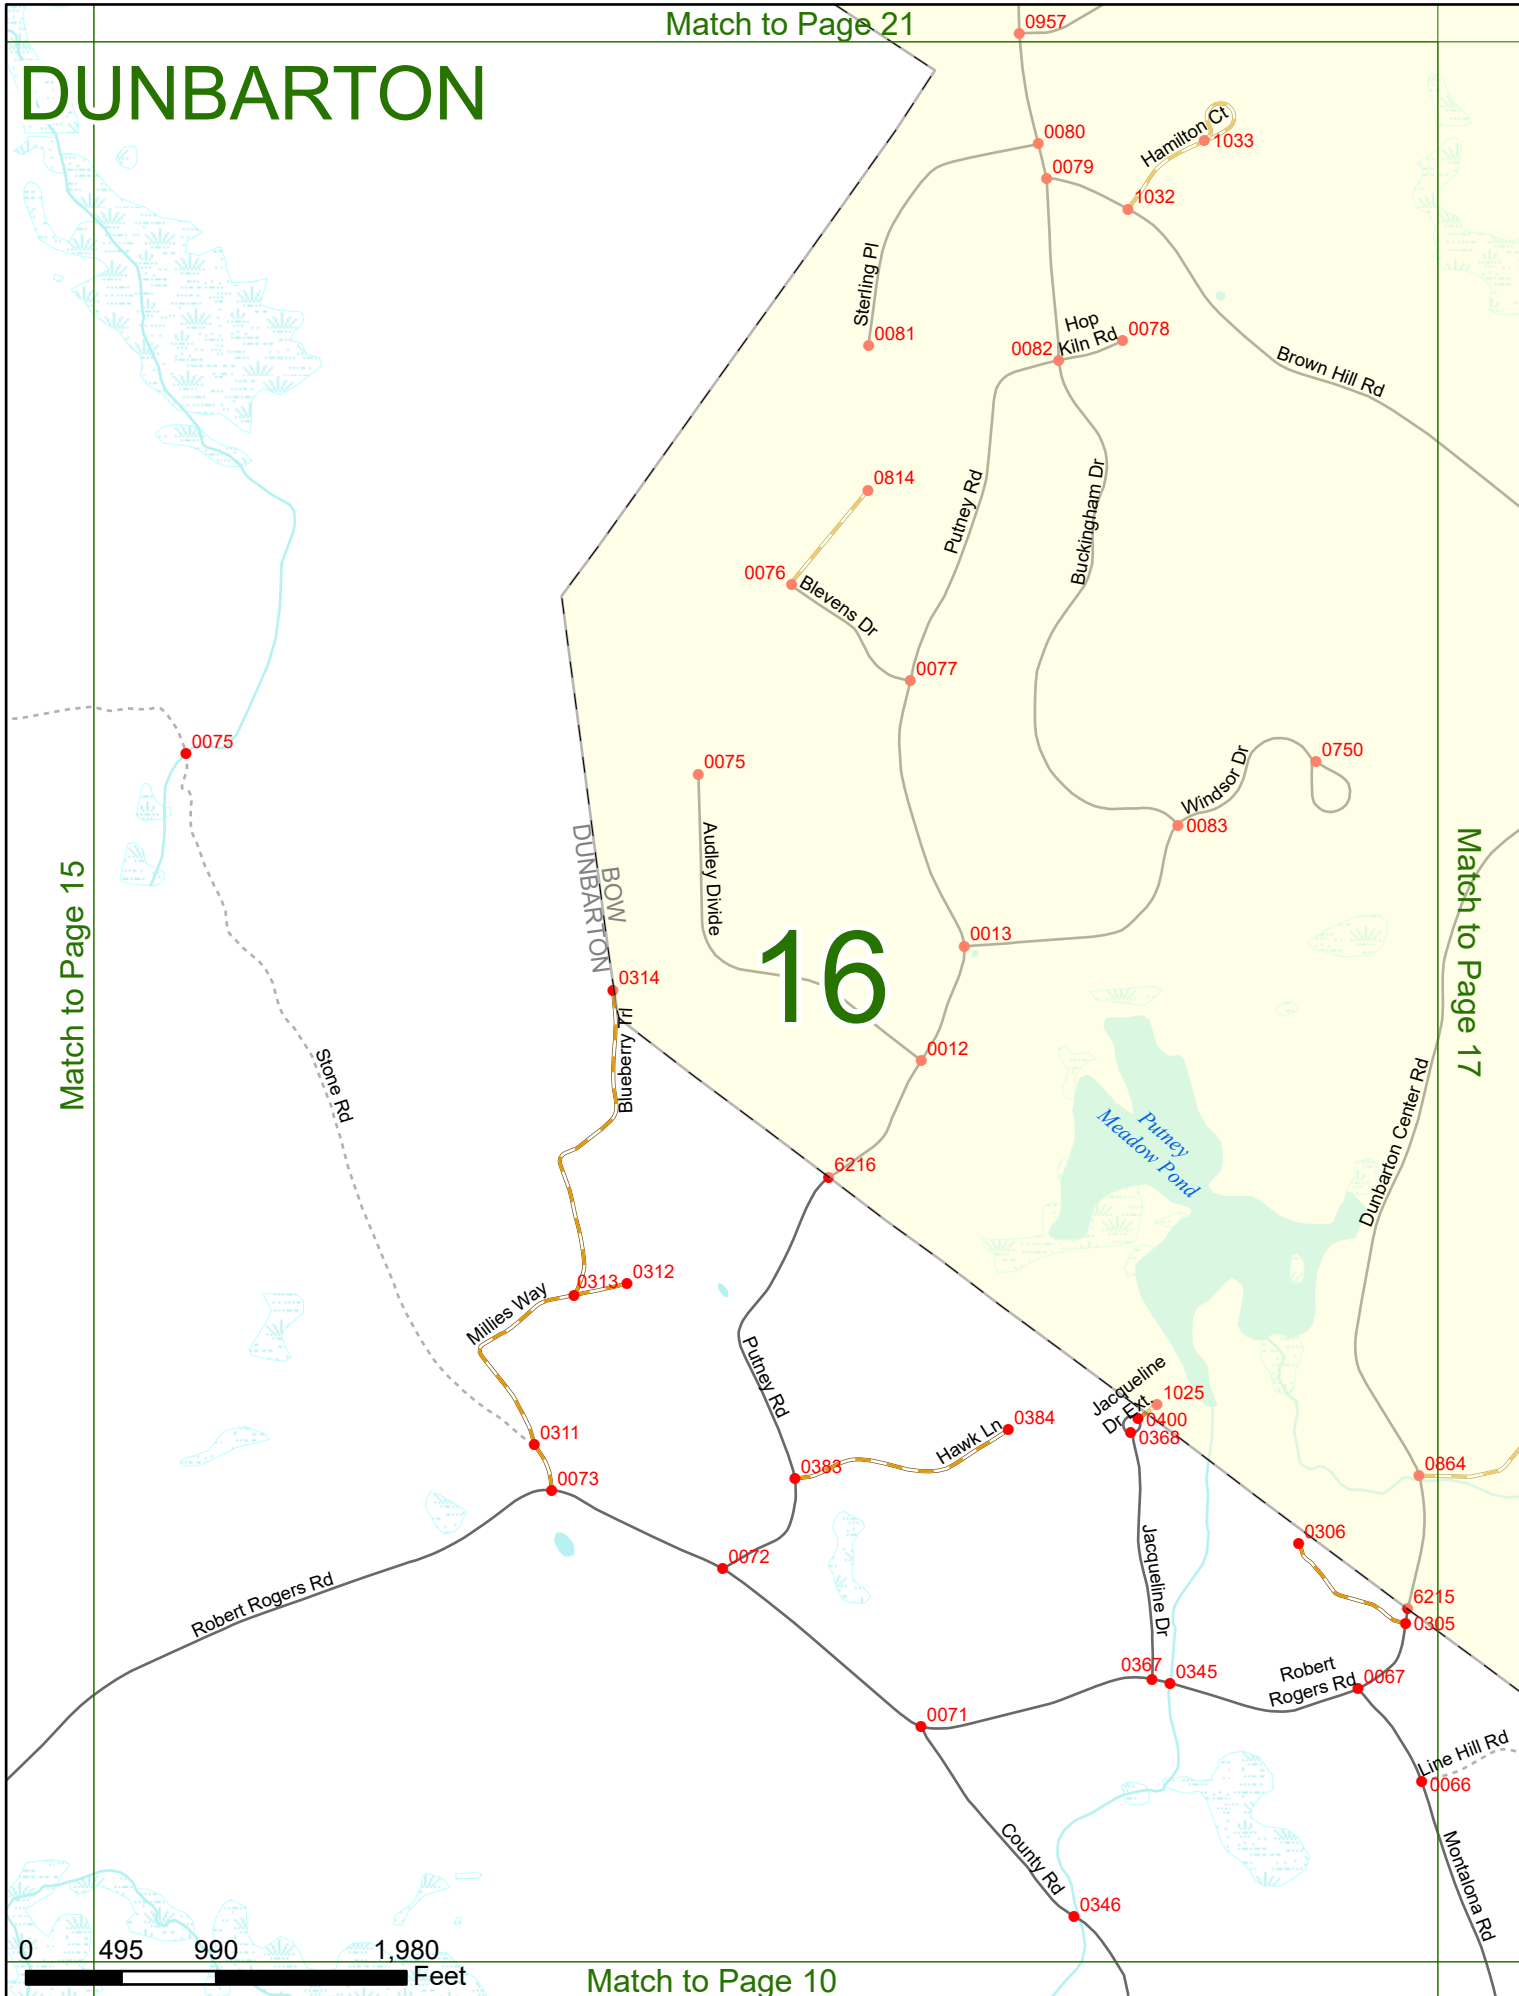 Match to Page 21
DUNBARTON
0957
0080
0079
Hamilton Ct
1033
1032
Sterling Pl
0081
Hop
Kiln Rd
0078
0082
Brown Hill Rd
0814
Putney Rd
Buckingham Dr
0076
Blevens Dr
0077
0075
0075
Audley Divide
Windsor Dr
0750
0083
Match to Page 15
Match to Page 17
BOW
DUNBARTON
16
0013
0314
Blueberry Trl
Stone Rd
0012
Putney
Meadow Pond
Dunbarton Center Rd
6216
0313
0312
Millies Way
Putney Rd
Jacqueline
Dr Ext.
1025
0400
0368
0384
Hawk Ln
0383
0311
0073
0864
0072
Jacqueline Dr
0306
6215
0305
Robert Rogers Rd
0367
0345
Robert
Rogers Rd
0067
0071
Line Hill Rd
0066
County Rd
Montalona Rd
0346
0 495 990 1,980
Feet
Match to Page 10